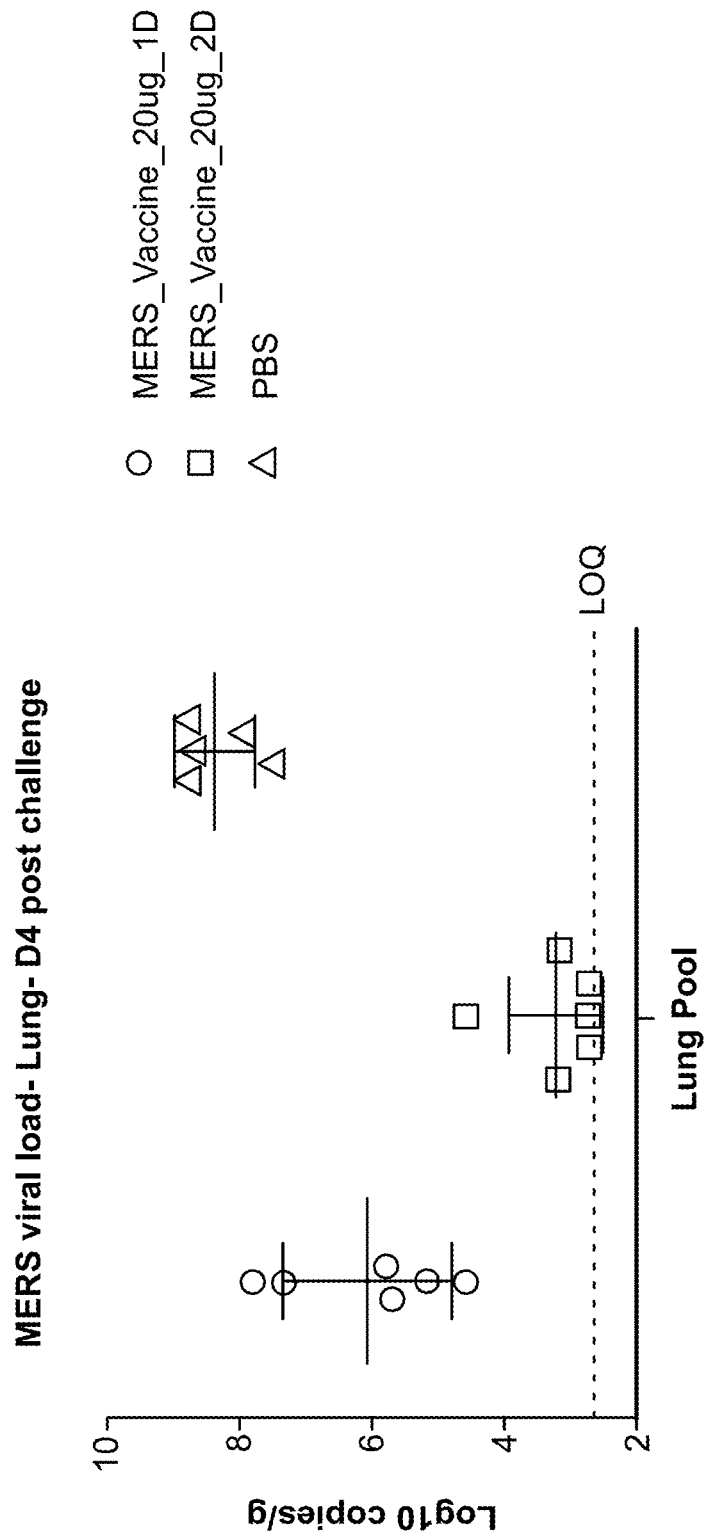 MERS viral load- Lung- D4 post challenge
Log10 copies/g
10
8
6
4
2
LOQ
Lung Pool
MERS_Vaccine_20ug_1D
MERS_Vaccine_20ug_2D
PBS